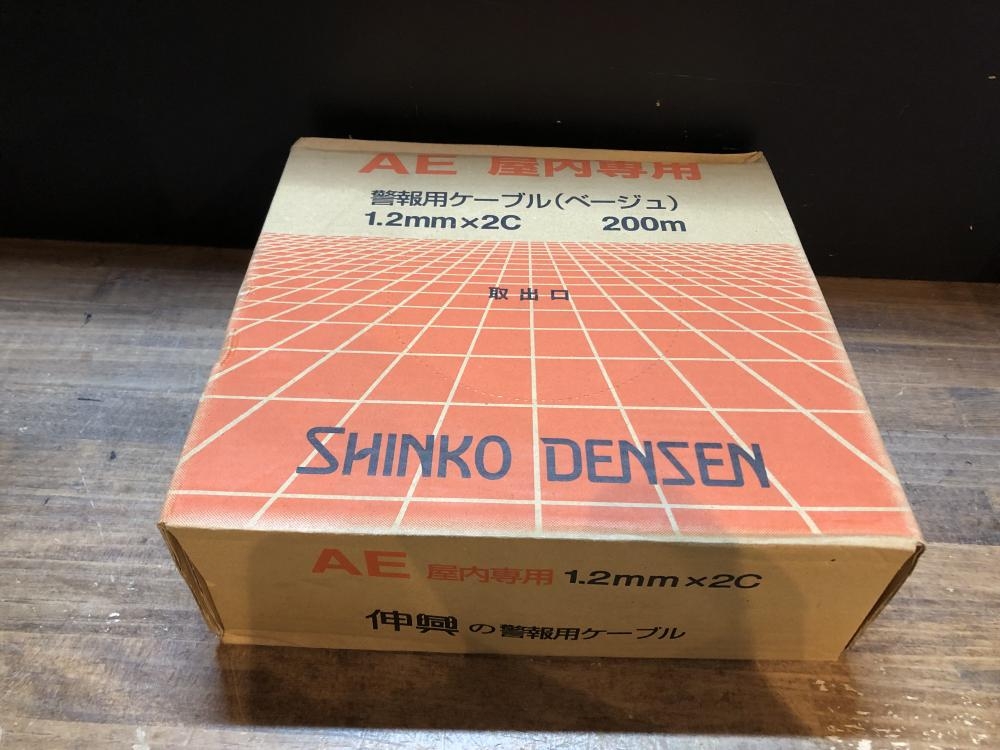 AE 屋内専用
警報用ケーブル(ベージュ)
1.2mm×2C 200m
取出口
SHINKO DENSEN
AE 屋内専用 1.2mm×2C
伸興の警報用ケーブル